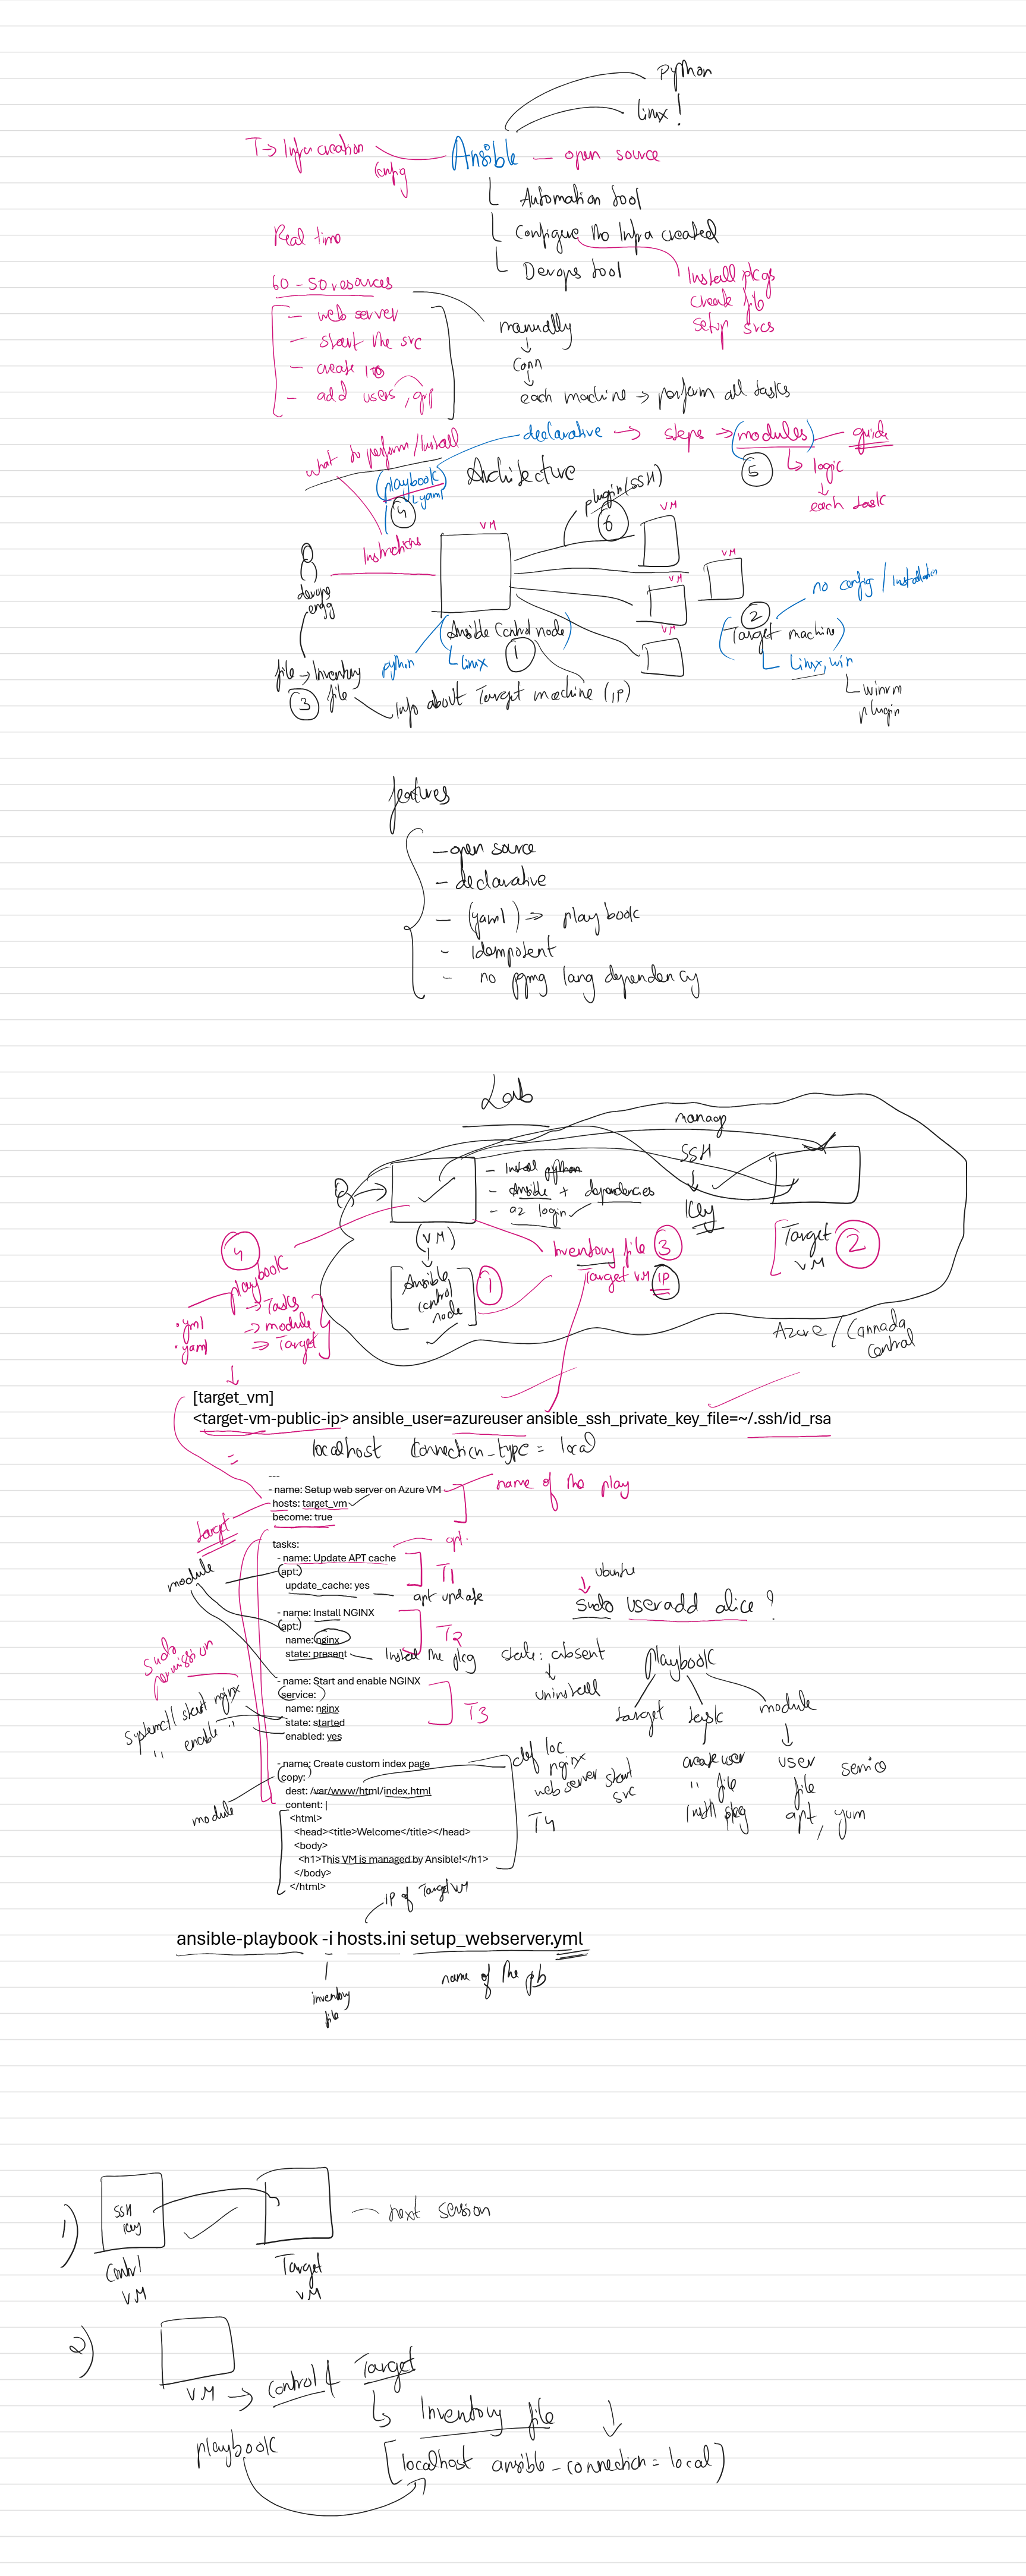 python
linux !
T → Infra creation
Config
Ansible — open source
Automation tool
Configure the Infra created
Devops tool
Install pkgs
create file
setup srcs
Real time
60 - 50 resources
- web server
- start the src
- create
- add users, grp
manually
↓
Conn
↓
each machine → perform all tasks
what to perform/Install
declarative → steps → (modules) — guide
5
logic
↓
each task
(playbook)
yaml
4
Architecture
plugin (SSH)
6
VM
VM
VM
VM
VM
Instructions
devops
engg
(Ansible Control node)
1
python
linux
2
(Target machine)
no config / Installation
linux, win
winrm
plugin
file → Inventory
file
3
Info about Target machine (IP)
features
- open source
- declarative
- (yaml) → playbook
- Idempotent
- no pgmg lang dependency
Lab
manage
SSH
↓
Key
- Install python
- Ansible + dependencies
- az login
(VM)
↓
Ansible
control
node
1
Inventory file 3
Target VM IP
Target
VM
2
Azure / Cannada
Central
4
playbook
.yml
.yaml
→ Tasks
→ module
→ Target
[target_vm]
<target-vm-public-ip> ansible_user=azureuser ansible_ssh_private_key_file=~/.ssh/id_rsa
localhost Connection_type = local
---
- name: Setup web server on Azure VM
name of the play
hosts: target_vm
become: true
target
tasks:
- name: Update APT cache
apt:
update_cache: yes
apt.
T1
apt update
module
- name: Install NGINX
apt:
name: nginx
state: present
T2
Install the pkg
state: absent
↓
uninstall
- name: Start and enable NGINX
service:
name: nginx
state: started
enabled: yes
T3
sudo
permission
systemctl start nginx
" enable "
- name: Create custom index page
copy:
dest: /var/www/html/index.html
content: |
<html>
<head><title>Welcome</title></head>
<body>
<h1>This VM is managed by Ansible!</h1>
</body>
</html>
module
def loc
nginx
web server start
src
T4
ubuntu
sudo useradd alice ?
playbook
target task module
create user
" file
Install pkg
user
file
apt, yum
service
IP of Target VM
ansible-playbook -i hosts.ini setup_webserver.yml
inventory
file
name of the pb
1)
SSH
key
Control
VM
Target
VM
— next session
2)
VM → control & Target
Inventory file
playbook
[localhost ansible_connection = local]